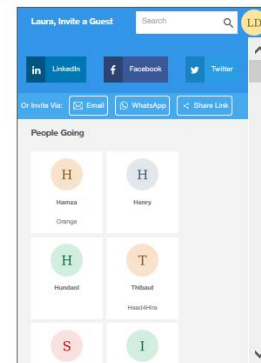 Laura, Invite a Guest
Search
LD
in LinkedIn
f Facebook
Twitter
Or Invite Via: Email WhatsApp Share Link
People Going
H H
Hamsa Henry
Orange
H T
Hundaol Thibaut
Head4Hire
S I